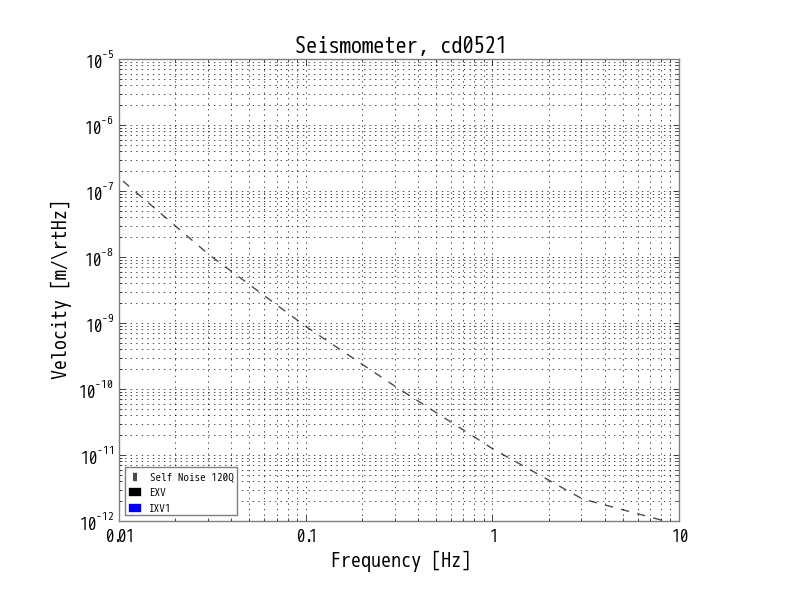 Seismometer, cd0521
10-5
10-6
10-7
10-8
10-9
10-10
10-11
10-12
Velocity [m/\rtHz]
Self Noise 120Q
EXV
IXV1
0.01 0.1 1 10
Frequency [Hz]